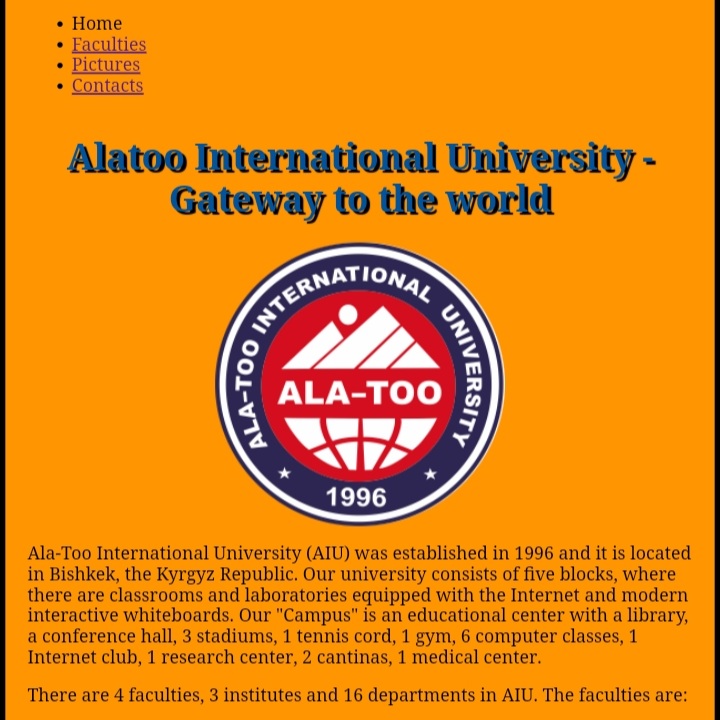 Home
Faculties
Pictures
Contacts
Alatoo International University -
Gateway to the world
ALA-TOO INTERNATIONAL UNIVERSITY
ALA-TOO
1996
Ala-Too International University (AIU) was established in 1996 and it is located
in Bishkek, the Kyrgyz Republic. Our university consists of five blocks, where
there are classrooms and laboratories equipped with the Internet and modern
interactive whiteboards. Our "Campus" is an educational center with a library,
a conference hall, 3 stadiums, 1 tennis cord, 1 gym, 6 computer classes, 1
Internet club, 1 research center, 2 cantinas, 1 medical center.
There are 4 faculties, 3 institutes and 16 departments in AIU. The faculties are: